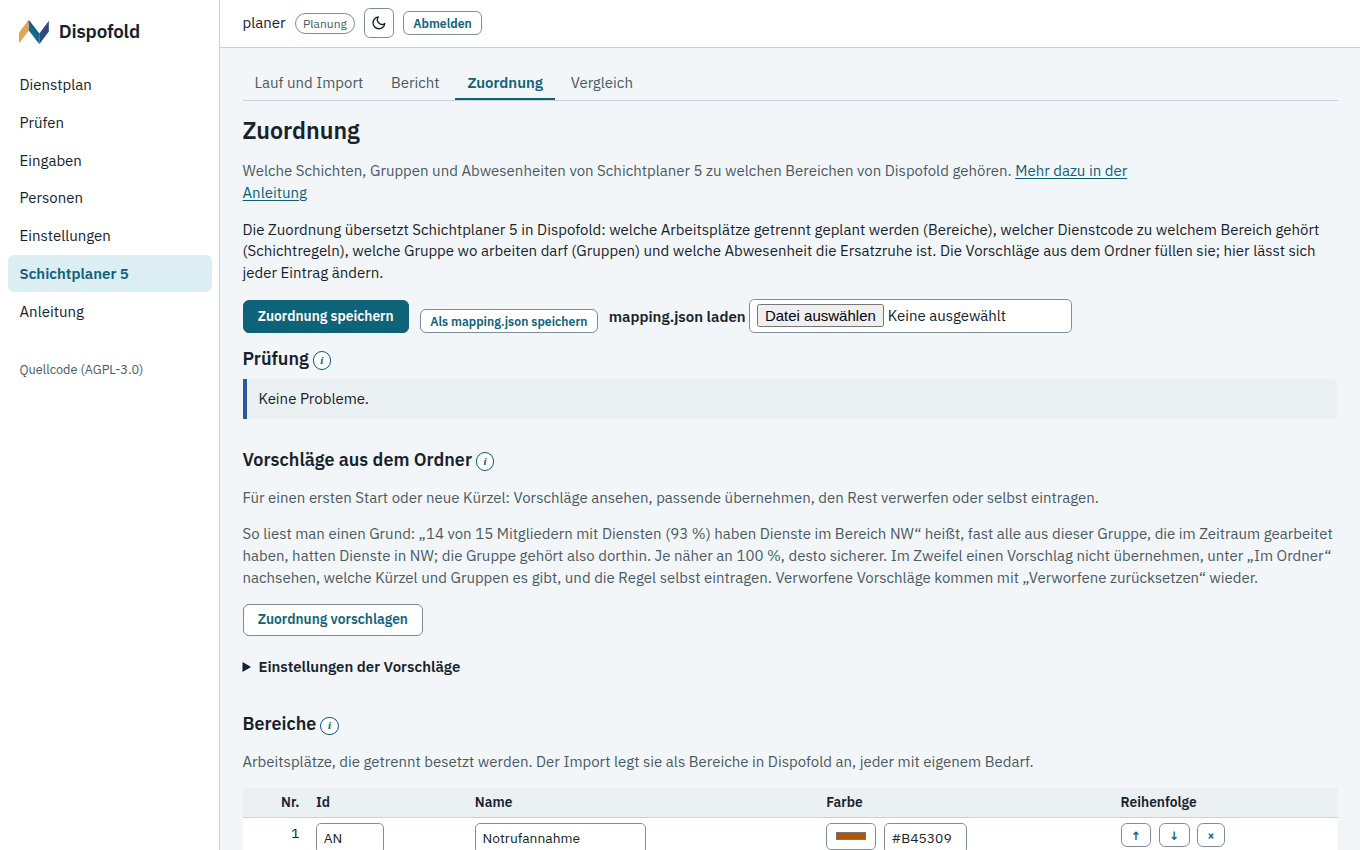 Dispofold
Dienstplan
Prüfen
Eingaben
Personen
Einstellungen
Schichtplaner 5
Anleitung
Quellcode (AGPL-3.0)
planer Planung Abmelden
Lauf und Import Bericht Zuordnung Vergleich
Zuordnung
Welche Schichten, Gruppen und Abwesenheiten von Schichtplaner 5 zu welchen Bereichen von Dispofold gehören. Mehr dazu in der
Anleitung
Die Zuordnung übersetzt Schichtplaner 5 in Dispofold: welche Arbeitsplätze getrennt geplant werden (Bereiche), welcher Dienstcode zu welchem Bereich gehört
(Schichtregeln), welche Gruppe wo arbeiten darf (Gruppen) und welche Abwesenheit die Ersatzruhe ist. Die Vorschläge aus dem Ordner füllen sie; hier lässt sich
jeder Eintrag ändern.
Zuordnung speichern Als mapping.json speichern mapping.json laden Datei auswählen Keine ausgewählt
Prüfung i
Keine Probleme.
Vorschläge aus dem Ordner i
Für einen ersten Start oder neue Kürzel: Vorschläge ansehen, passende übernehmen, den Rest verwerfen oder selbst eintragen.
So liest man einen Grund: „14 von 15 Mitgliedern mit Diensten (93 %) haben Dienste im Bereich NW“ heißt, fast alle aus dieser Gruppe, die im Zeitraum gearbeitet
haben, hatten Dienste in NW; die Gruppe gehört also dorthin. Je näher an 100 %, desto sicherer. Im Zweifel einen Vorschlag nicht übernehmen, unter „Im Ordner“
nachsehen, welche Kürzel und Gruppen es gibt, und die Regel selbst eintragen. Verworfene Vorschläge kommen mit „Verworfene zurücksetzen“ wieder.
Zuordnung vorschlagen
▶ Einstellungen der Vorschläge
Bereiche i
Arbeitsplätze, die getrennt besetzt werden. Der Import legt sie als Bereiche in Dispofold an, jeder mit eigenem Bedarf.
Nr. Id Name Farbe Reihenfolge
1 AN Notrufannahme #B45309 ↑ ↓ ×